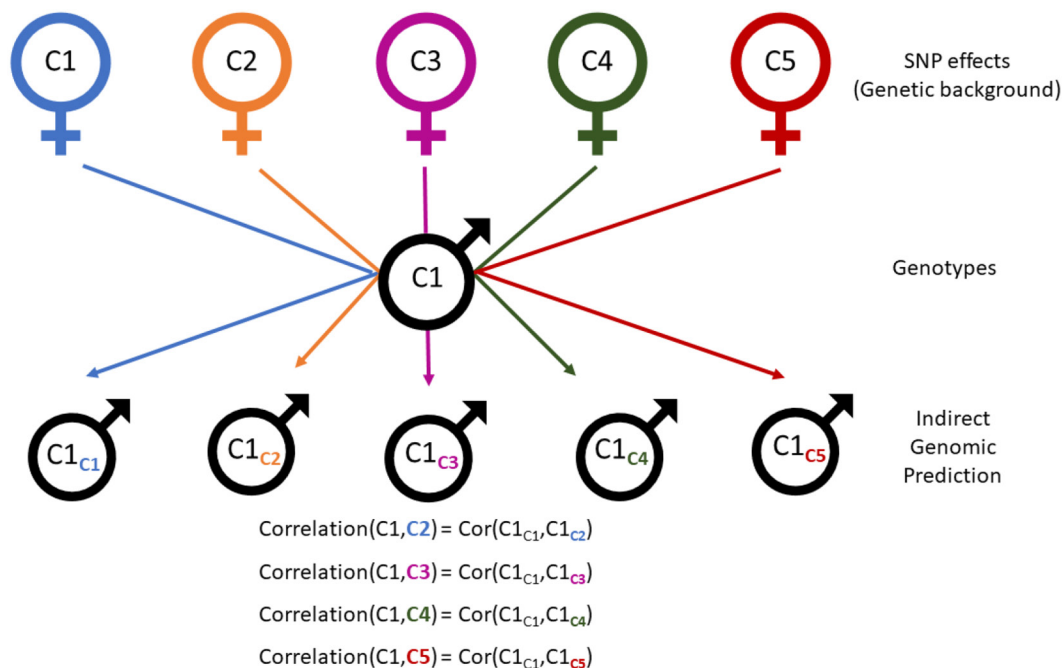 C1 C2 C3 C4 C5
SNP effects
(Genetic background)
C1
Genotypes
C1C1 C1C2 C1C3 C1C4 C1C5
Indirect
Genomic
Prediction
Correlation(C1,C2) = Cor(C1C1,C1C2)
Correlation(C1,C3) = Cor(C1C1,C1C3)
Correlation(C1,C4) = Cor(C1C1,C1C4)
Correlation(C1,C5) = Cor(C1C1,C1C5)